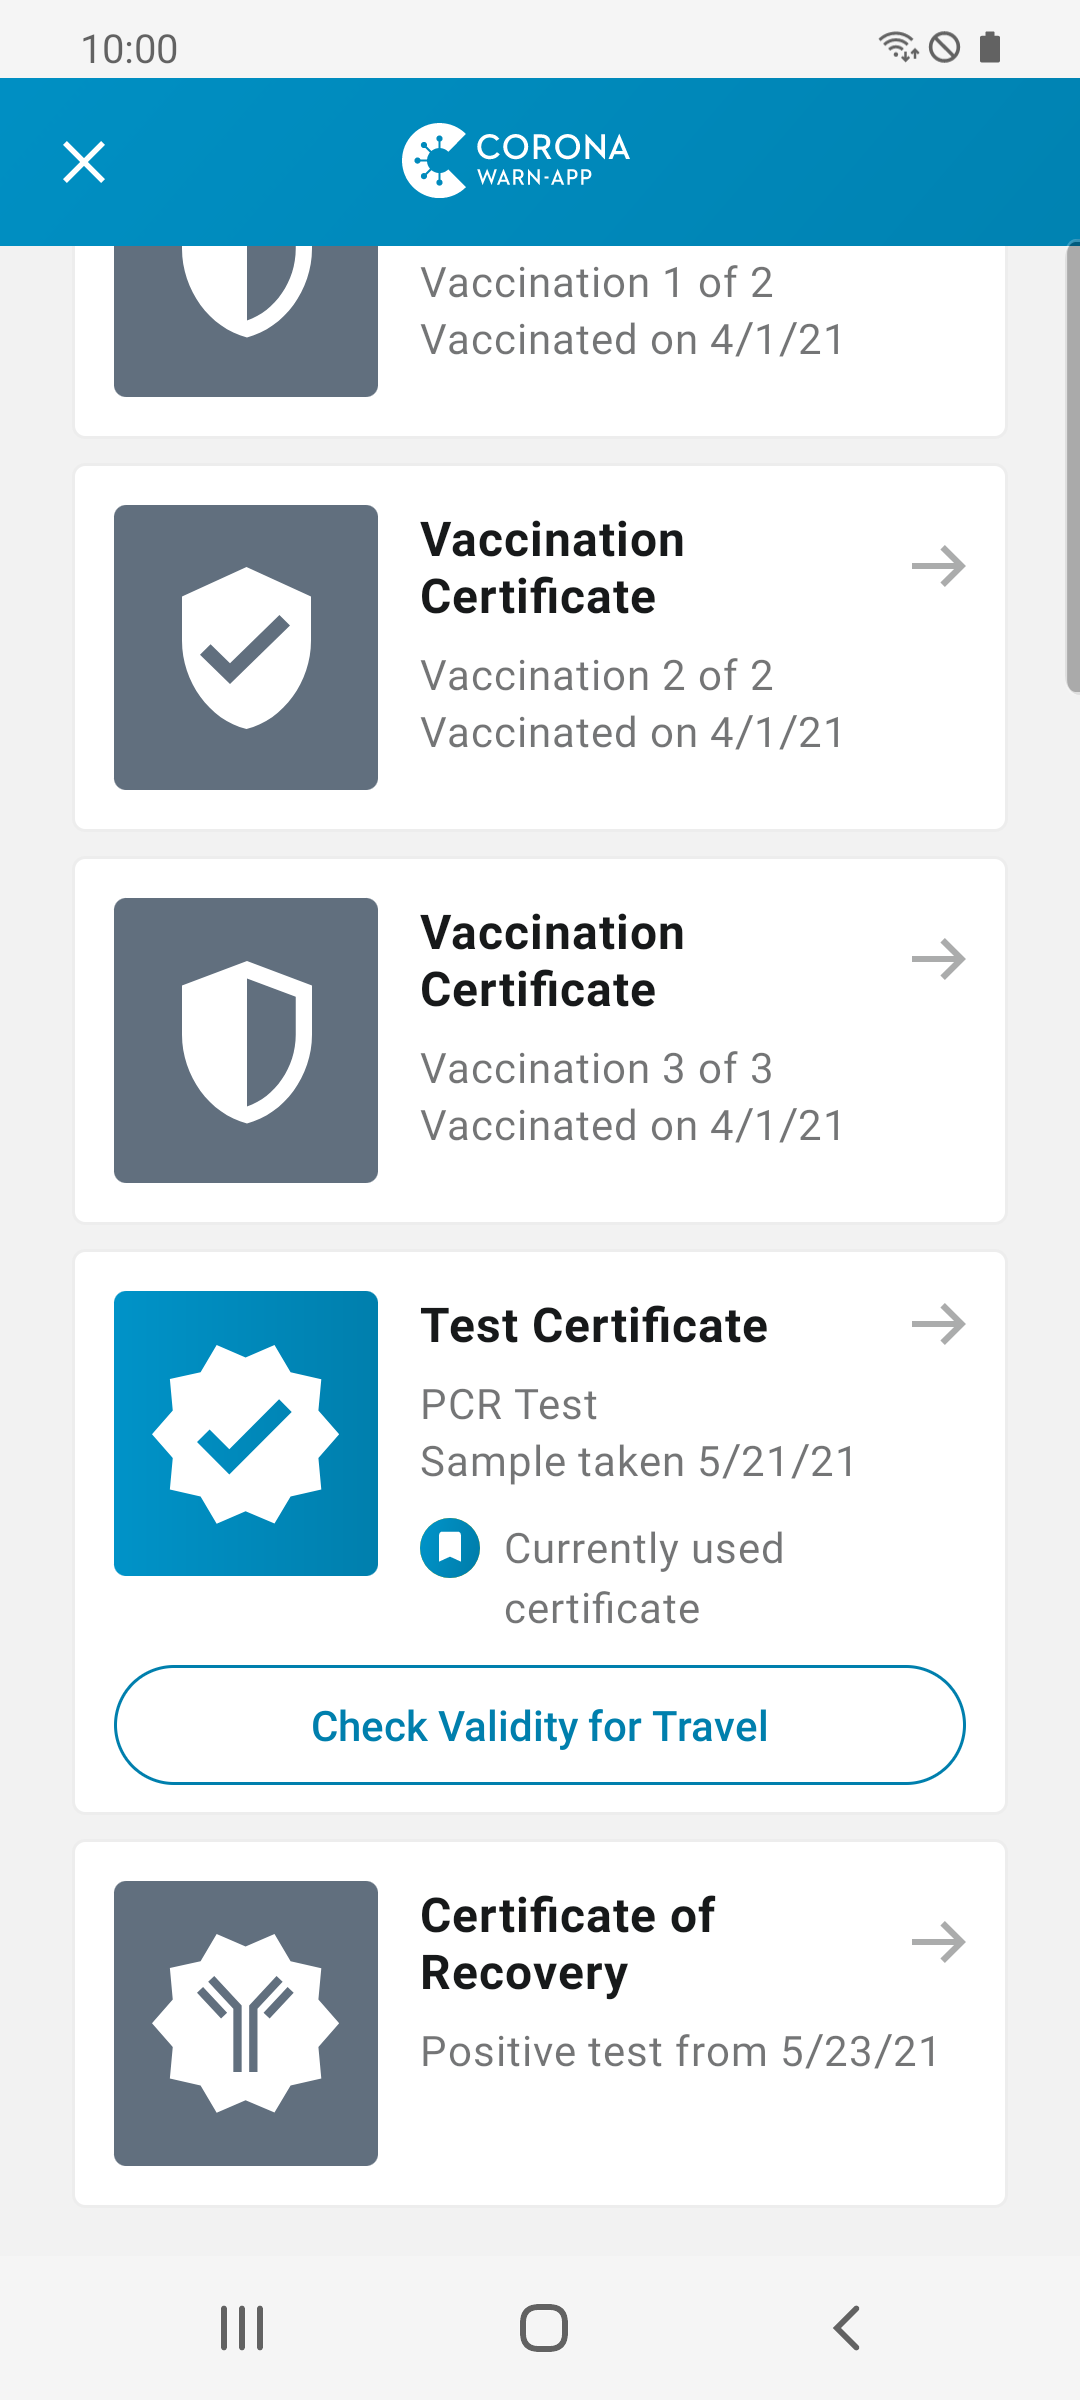 10:00
CORONA
WARN-APP
Vaccination 1 of 2
Vaccinated on 4/1/21
Vaccination
Certificate
Vaccination 2 of 2
Vaccinated on 4/1/21
Vaccination
Certificate
Vaccination 3 of 3
Vaccinated on 4/1/21
Test Certificate
PCR Test
Sample taken 5/21/21
Currently used
certificate
Check Validity for Travel
Certificate of
Recovery
Positive test from 5/23/21